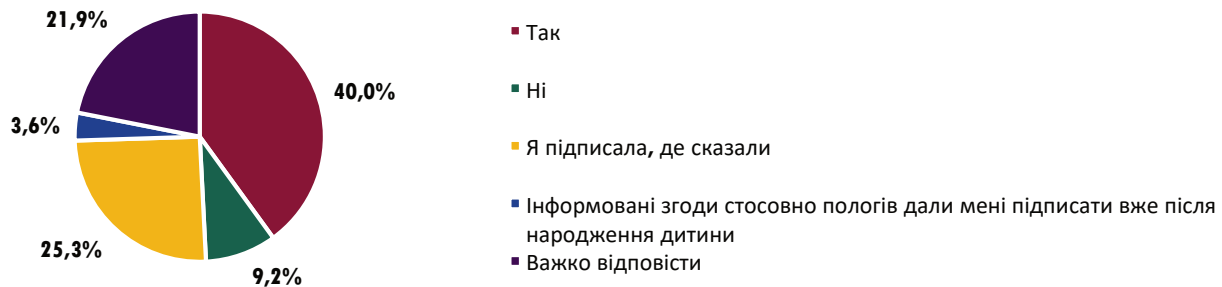 21,9%
40,0%
3,6%
25,3%
9,2%
Так
Ні
Я підписала, де сказали
Інформовані згоди стосовно пологів дали мені підписати вже після
народження дитини
Важко відповісти